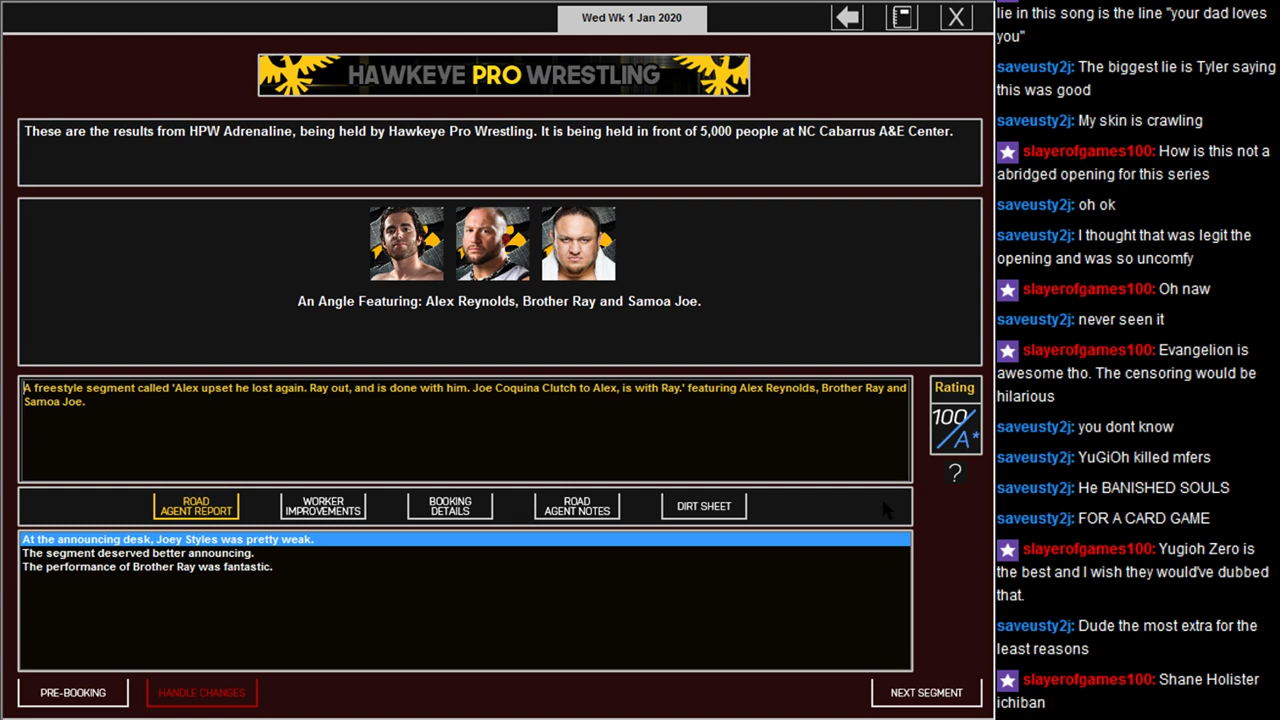 Wed Wk 1 Jan 2020
HAWKEYE PRO WRESTLING
These are the results from HPW Adrenaline, being held by Hawkeye Pro Wrestling. It is being held in front of 5,000 people at NC Cabarrus A&E Center.
An Angle Featuring: Alex Reynolds, Brother Ray and Samoa Joe.
A freestyle segment called 'Alex upset he lost again. Ray out, and is done with him. Joe Coquina Clutch to Alex, is with Ray.' featuring Alex Reynolds, Brother Ray and
Samoa Joe.
Rating
100
A*
?
ROAD
AGENT REPORT
WORKER
IMPROVEMENTS
BOOKING
DETAILS
ROAD
AGENT NOTES
DIRT SHEET
At the announcing desk, Joey Styles was pretty weak.
The segment deserved better announcing.
The performance of Brother Ray was fantastic.
PRE-BOOKING
HANDLE CHANGES
NEXT SEGMENT
lie in this song is the line "your dad loves
you"
saveusty2j: The biggest lie is Tyler saying
this was good
saveusty2j: My skin is crawling
slayerofgames100: How is this not a
abridged opening for this series
saveusty2j: oh ok
saveusty2j: I thought that was legit the
opening and was so uncomfy
slayerofgames100: Oh naw
saveusty2j: never seen it
slayerofgames100: Evangelion is
awesome tho. The censoring would be
hilarious
saveusty2j: you dont know
saveusty2j: YuGiOh killed mfers
saveusty2j: He BANISHED SOULS
saveusty2j: FOR A CARD GAME
slayerofgames100: Yugioh Zero is
the best and I wish they would've dubbed
that.
saveusty2j: Dude the most extra for the
least reasons
slayerofgames100: Shane Holister
ichiban